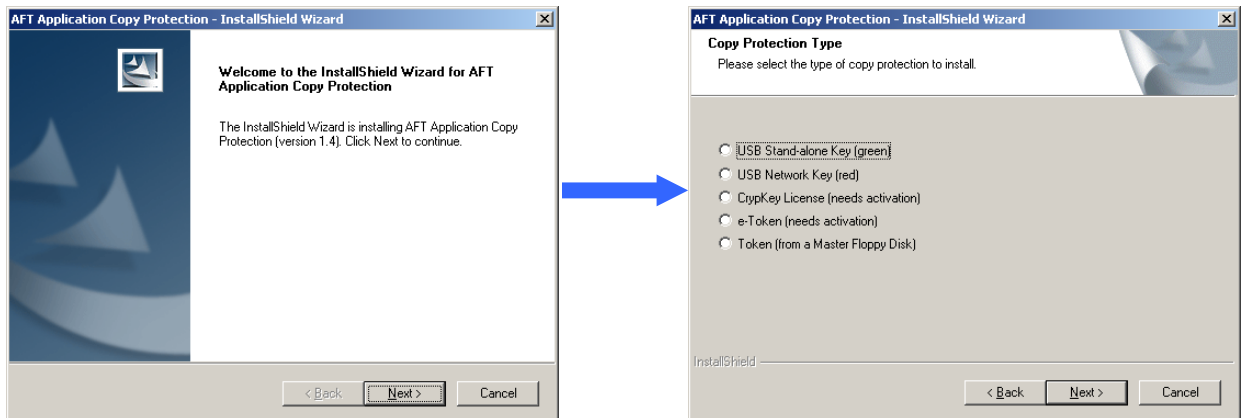 AFT Application Copy Protection - InstallShield Wizard
Welcome to the InstallShield Wizard for AFT
Application Copy Protection
The InstallShield Wizard is installing AFT Application Copy
Protection (version 1.4). Click Next to continue.
< Back
Next >
Cancel
AFT Application Copy Protection - InstallShield Wizard
Copy Protection Type
Please select the type of copy protection to install.
USB Stand-alone Key (green)
USB Network Key (red)
CrypKey License (needs activation)
e-Token (needs activation)
Token (from a Master Floppy Disk)
InstallShield
< Back
Next >
Cancel